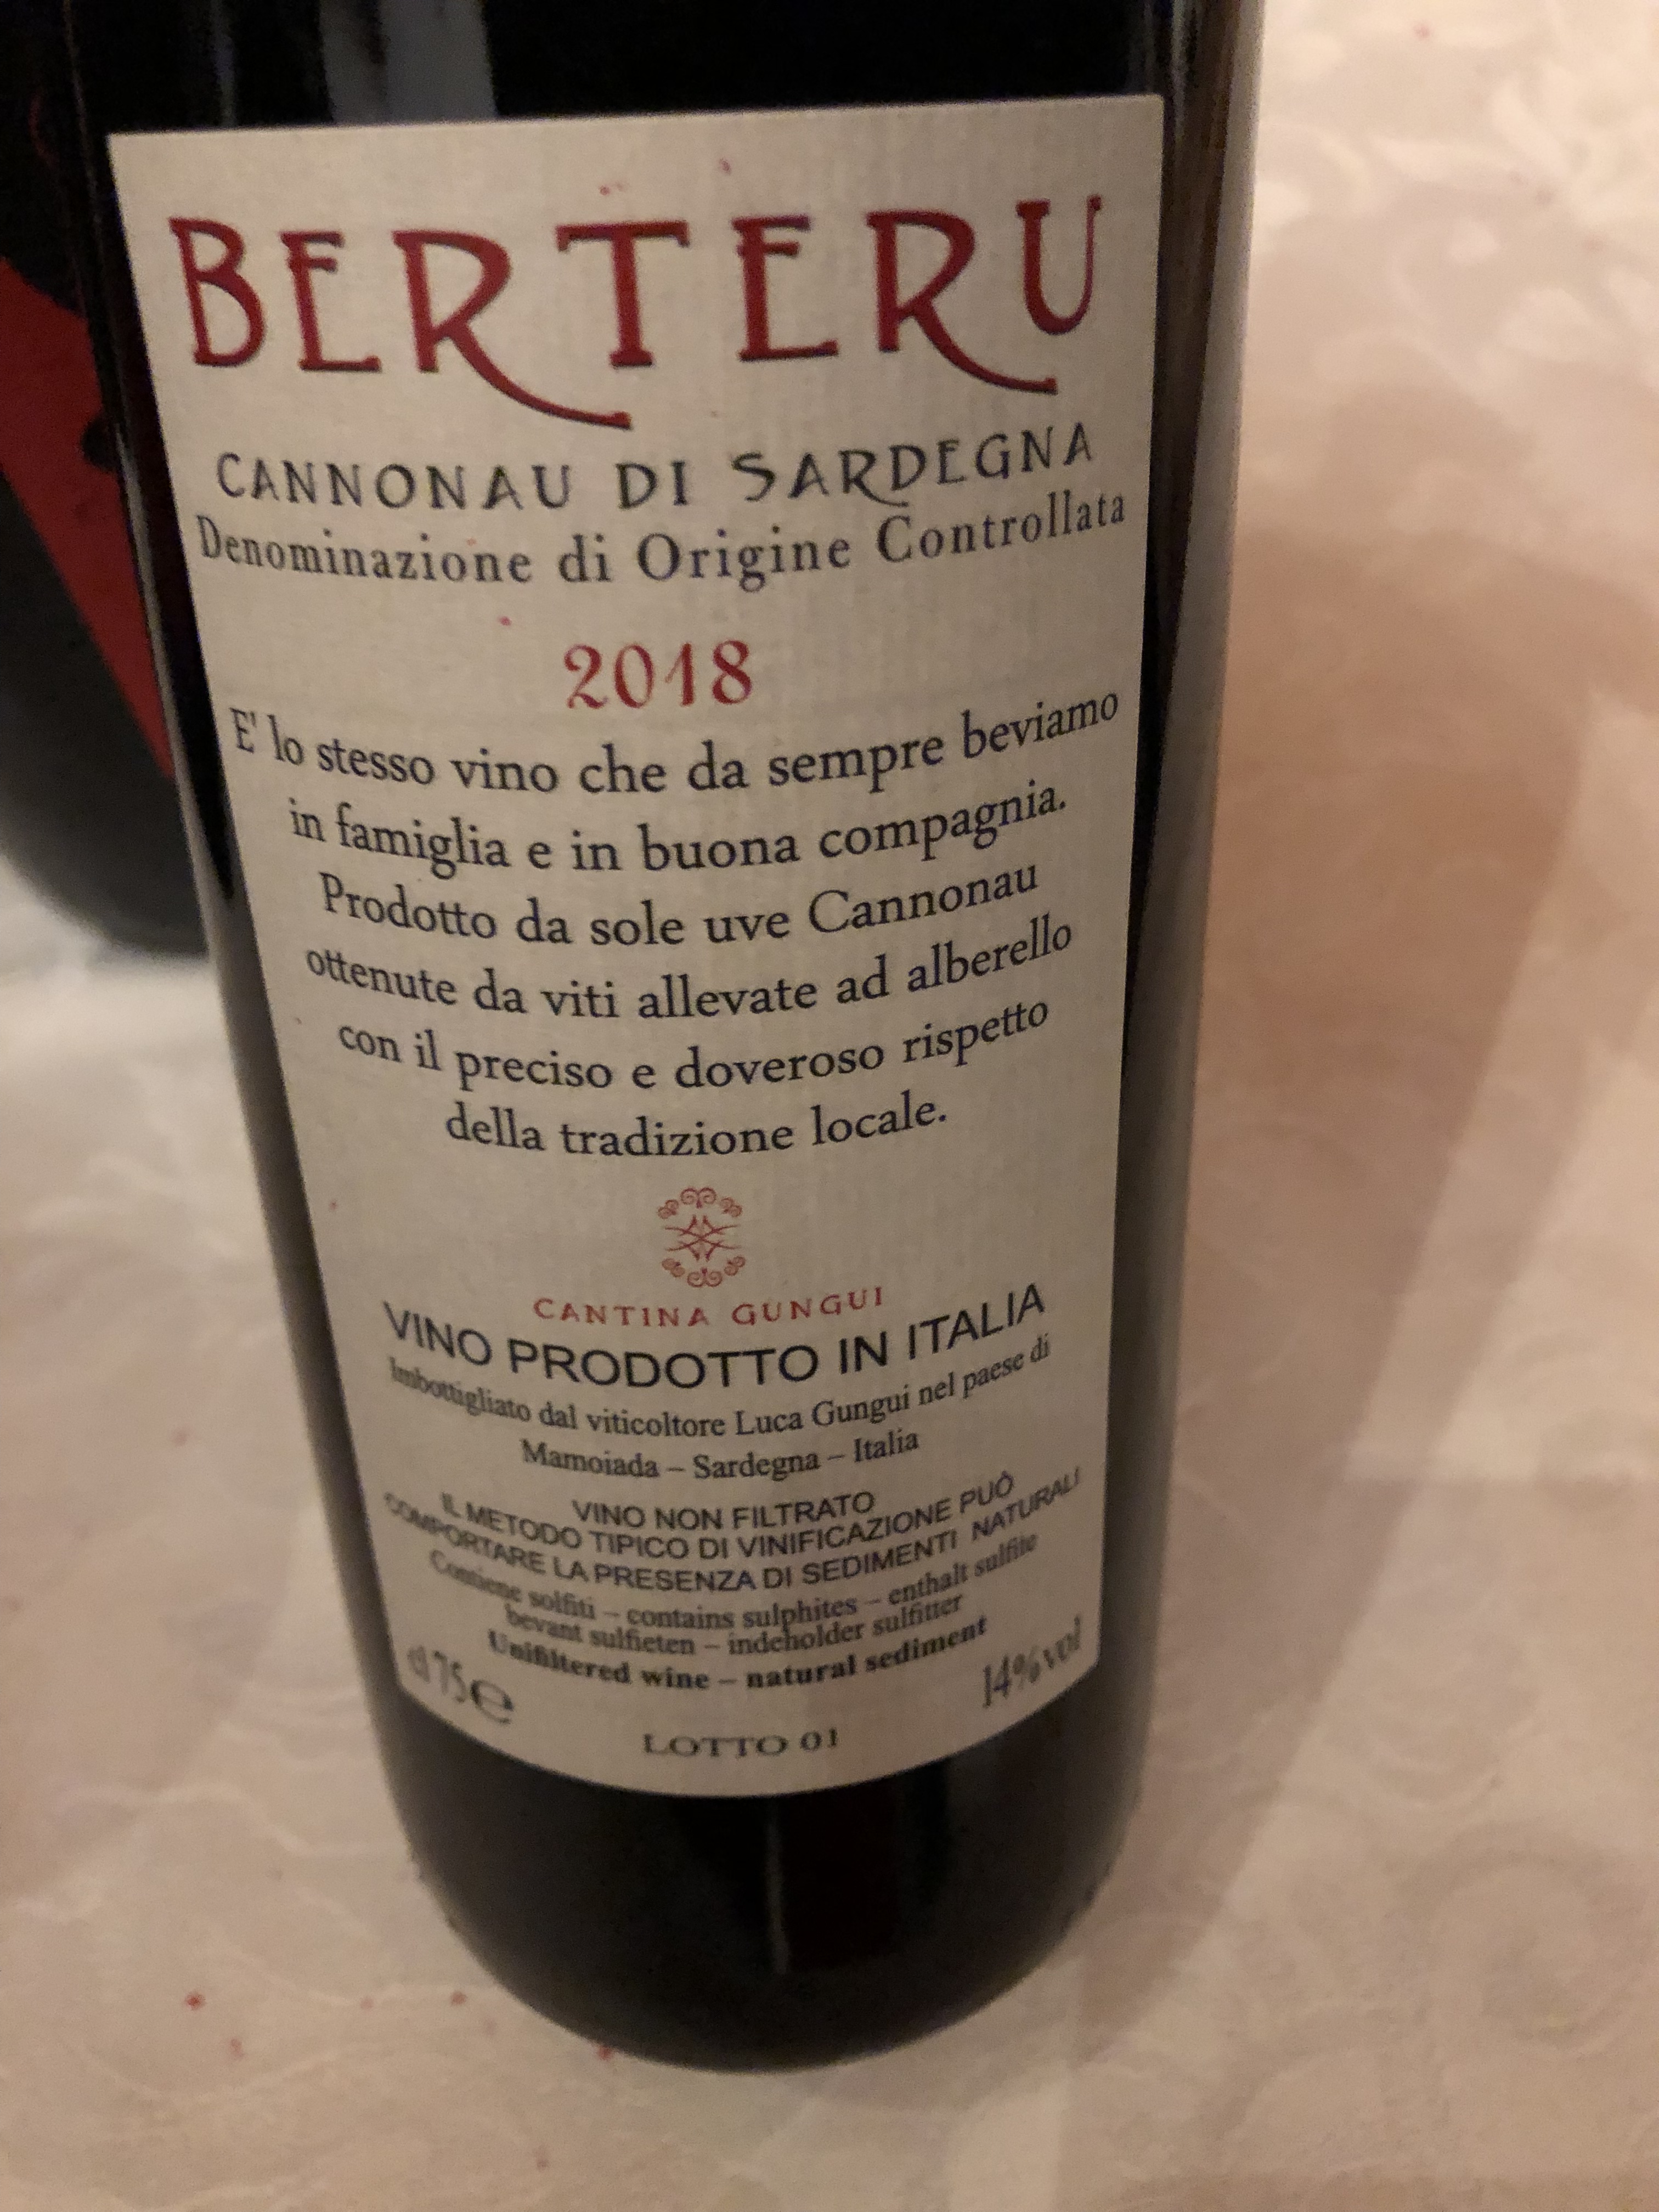 BERTERU
CANNONAU DI SARDEGNA
Denominazione di Origine Controllata
2018
E' lo stesso vino che da sempre beviamo
in famiglia e in buona compagnia.
Prodotto da sole uve Cannonau
ottenute da viti allevate ad alberello
con il preciso e doveroso rispetto
della tradizione locale.
CANTINA GUNGUI
VINO PRODOTTO IN ITALIA
Imbottigliato dal viticoltore Luca Gungui nel paese di
Mamoiada – Sardegna – Italia
VINO NON FILTRATO
IL METODO TIPICO DI VINIFICAZIONE PUÒ
COMPORTARE LA PRESENZA DI SEDIMENTI NATURALI
Contiene solfiti – contains sulphites – enthalt sulfite
bevant sulfieten – indeholder sulfitter
Unifiltered wine – natural sediment
cl 75 e
14% vol
LOTTO 01